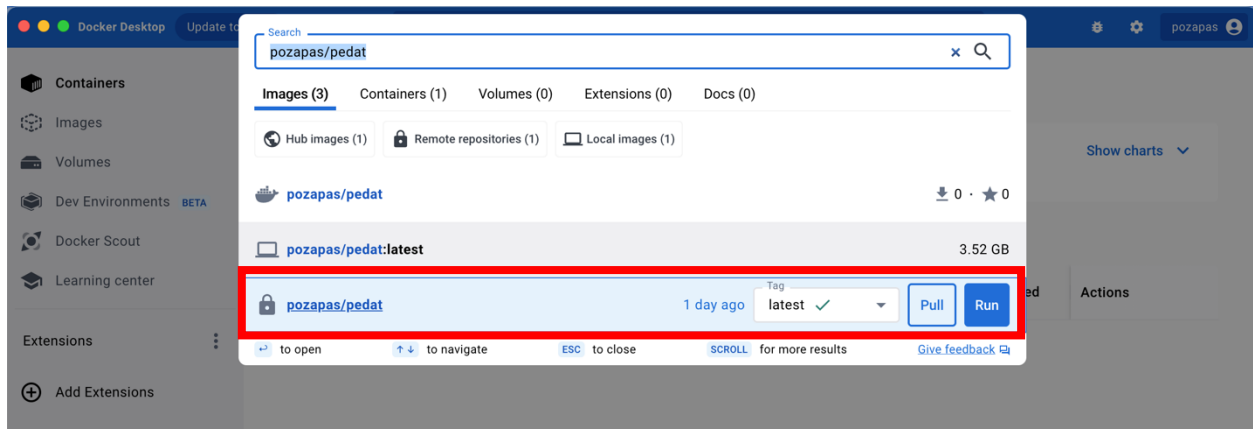 Docker Desktop
Update to
pozapas
Search
pozapas/pedat
Images (3) Containers (1) Volumes (0) Extensions (0) Docs (0)
Hub images (1) Remote repositories (1) Local images (1)
pozapas/pedat 0 · 0
pozapas/pedat:latest 3.52 GB
pozapas/pedat 1 day ago Tag latest Pull Run
to open to navigate ESC to close SCROLL for more results Give feedback
Containers
Images
Volumes
Dev Environments BETA
Docker Scout
Learning center
Extensions
Add Extensions
Show charts
ed Actions